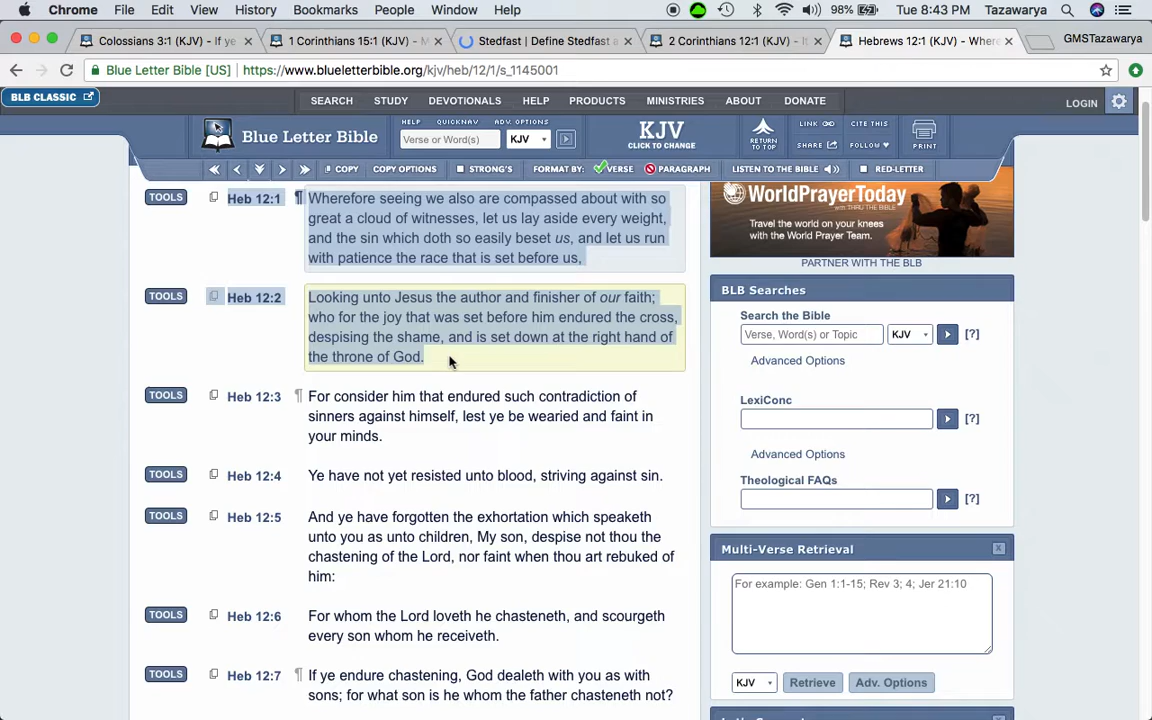 Chrome File Edit View History Bookmarks People Window Help 98% Tue 8:43 PM Tazawarya
Colossians 3:1 (KJV) - If ye
1 Corinthians 15:1 (KJV) - M
Stedfast | Define Stedfast a
2 Corinthians 12:1 (KJV) - It
Hebrews 12:1 (KJV) - Where
GMSTazawarya
Blue Letter Bible [US] https://www.blueletterbible.org/kjv/heb/12/1/s_1145001
BLB CLASSIC
SEARCH STUDY DEVOTIONALS HELP PRODUCTS MINISTRIES ABOUT DONATE LOGIN
Blue Letter Bible
HELP QUICKNAV ADV. OPTIONS
Verse or Word(s) KJV
KJV
CLICK TO CHANGE
RETURN
TO TOP
LINK CITE THIS
SHARE FOLLOW
PRINT
COPY COPY OPTIONS STRONG'S FORMAT BY: VERSE PARAGRAPH LISTEN TO THE BIBLE RED-LETTER
TOOLS Heb 12:1 ¶ Wherefore seeing we also are compassed about with so
great a cloud of witnesses, let us lay aside every weight,
and the sin which doth so easily beset us, and let us run
with patience the race that is set before us,
TOOLS Heb 12:2 Looking unto Jesus the author and finisher of our faith;
who for the joy that was set before him endured the cross,
despising the shame, and is set down at the right hand of
the throne of God.
TOOLS Heb 12:3 ¶ For consider him that endured such contradiction of
sinners against himself, lest ye be wearied and faint in
your minds.
TOOLS Heb 12:4 Ye have not yet resisted unto blood, striving against sin.
TOOLS Heb 12:5 And ye have forgotten the exhortation which speaketh
unto you as unto children, My son, despise not thou the
chastening of the Lord, nor faint when thou art rebuked of
him:
TOOLS Heb 12:6 For whom the Lord loveth he chasteneth, and scourgeth
every son whom he receiveth.
TOOLS Heb 12:7 ¶ If ye endure chastening, God dealeth with you as with
sons; for what son is he whom the father chasteneth not?
WorldPrayerToday
with THRU the BIBLE
Travel the world on your
knees with the World Prayer Team.
PARTNER WITH THE BLB
BLB Searches
Search the Bible
Verse, Word(s) or Topic KJV [?]
Advanced Options
LexiConc
[?]
Advanced Options
Theological FAQs
[?]
Multi-Verse Retrieval
For example: Gen 1:1-15; Rev 3; 4; Jer 21:10
KJV Retrieve Adv. Options